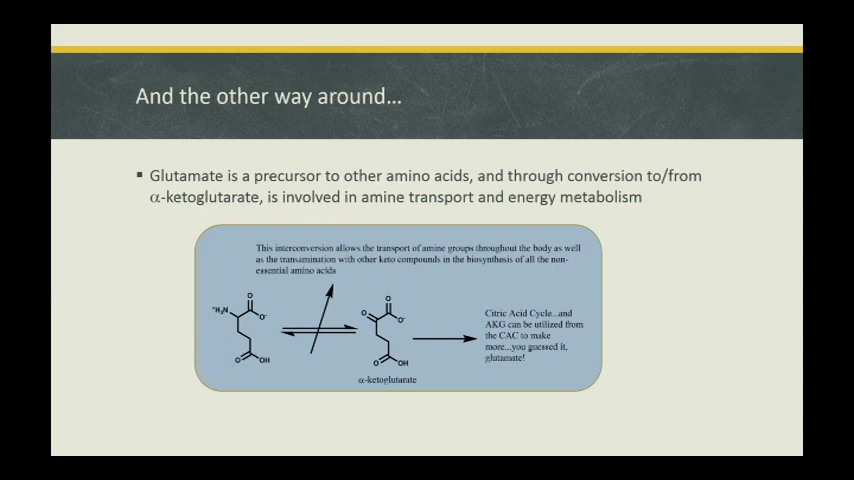 And the other way around...
▪ Glutamate is a precursor to other amino acids, and through conversion to/from
α-ketoglutarate, is involved in amine transport and energy metabolism
This interconversion allows the transport of amine groups throughout the body as well
as the transamination with other keto compounds in the biosynthesis of all the non-
essential amino acids
⁺H₃N
O
O⁻
O
OH
O
O
O⁻
O
OH
α-ketoglutarate
Citric Acid Cycle...and
AKG can be utilized from
the CAC to make
more...you guessed it,
glutamate!